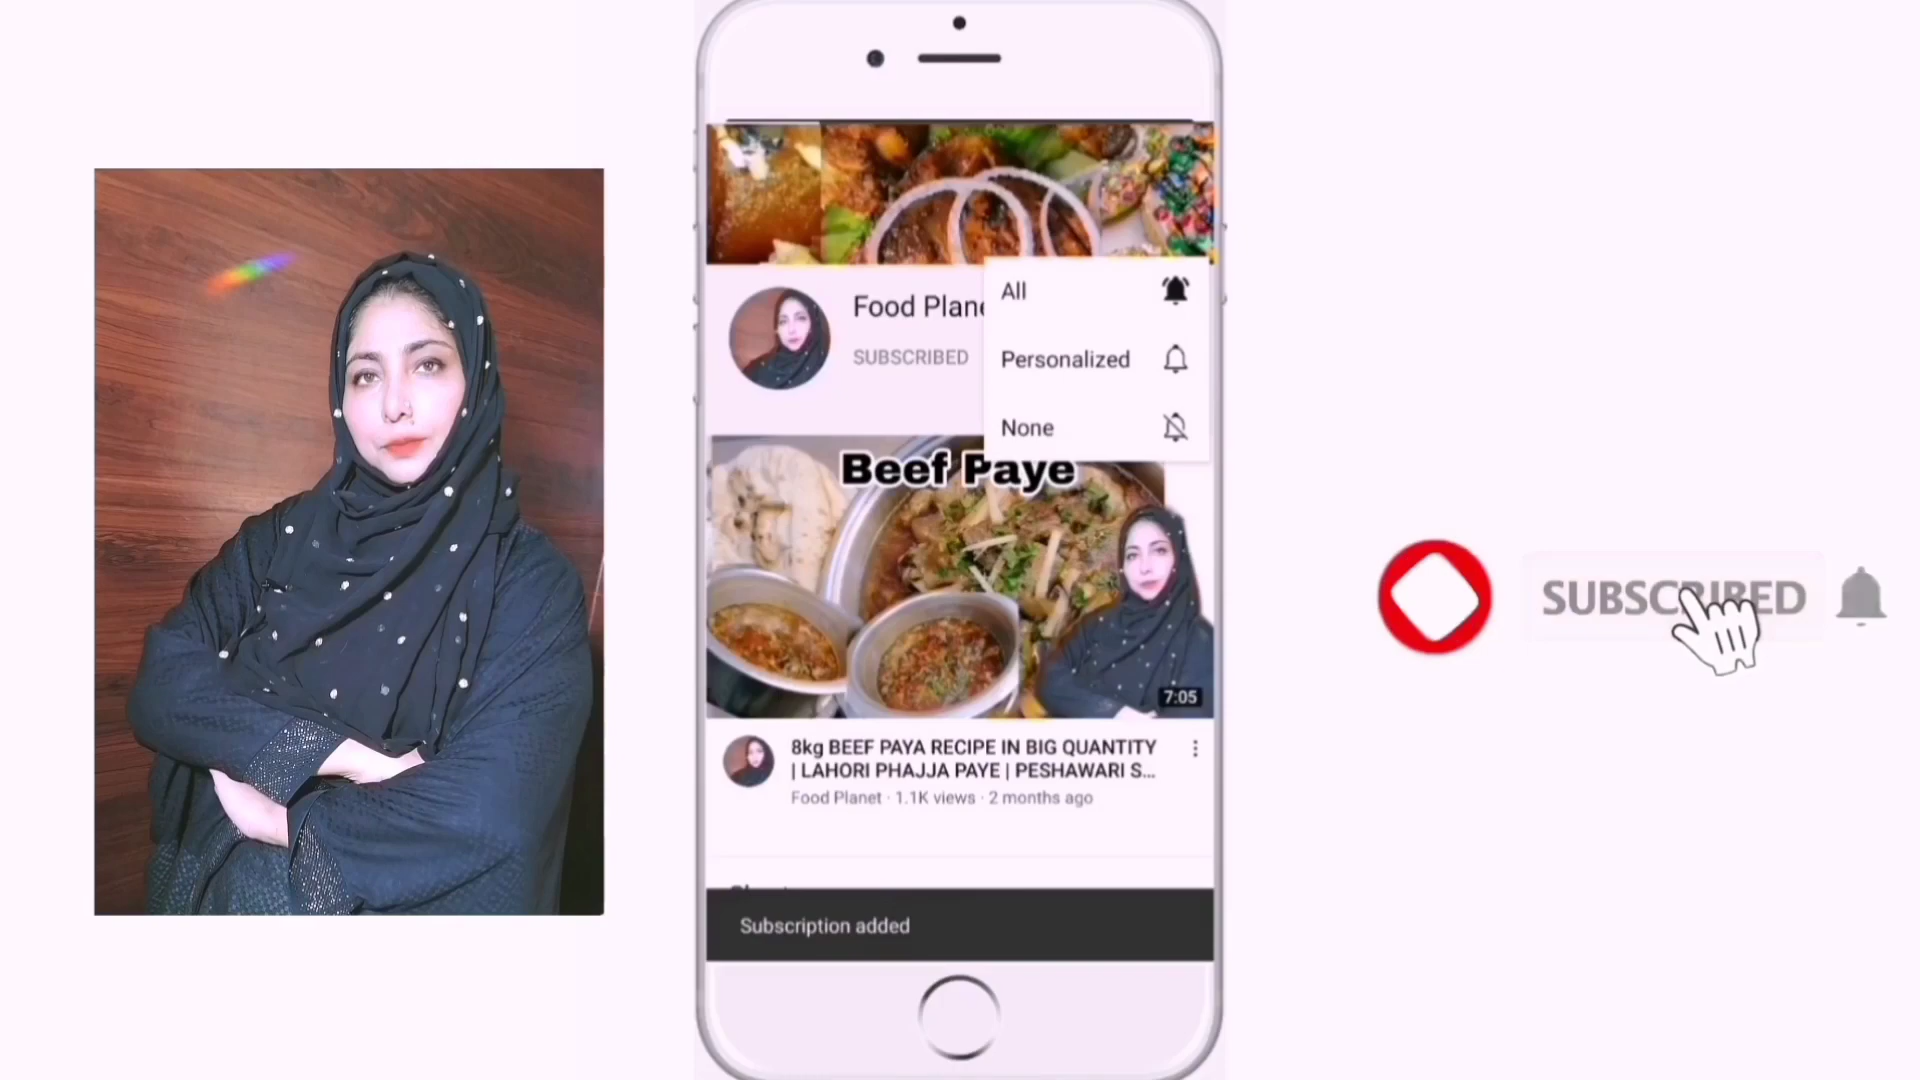 Food Plane
SUBSCRIBED
All
Personalized
None
Beef Paye
7:05
8kg BEEF PAYA RECIPE IN BIG QUANTITY
| LAHORI PHAJJA PAYE | PESHAWARI S...
Food Planet · 1.1K views · 2 months ago
Subscription added
SUBSCRIBED